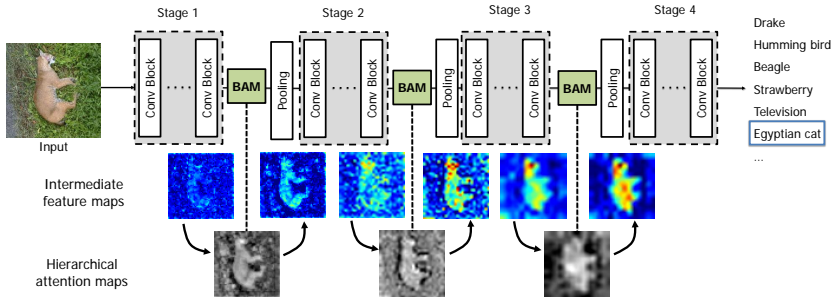 Stage 1
Stage 2
Stage 3
Stage 4
Conv Block
....
Conv Block
BAM
Pooling
Conv Block
....
Conv Block
BAM
Pooling
Conv Block
....
Conv Block
BAM
Pooling
Conv Block
....
Conv Block
Drake
Humming bird
Beagle
Strawberry
Television
Egyptian cat
...
Input
Intermediate
feature maps
Hierarchical
attention maps